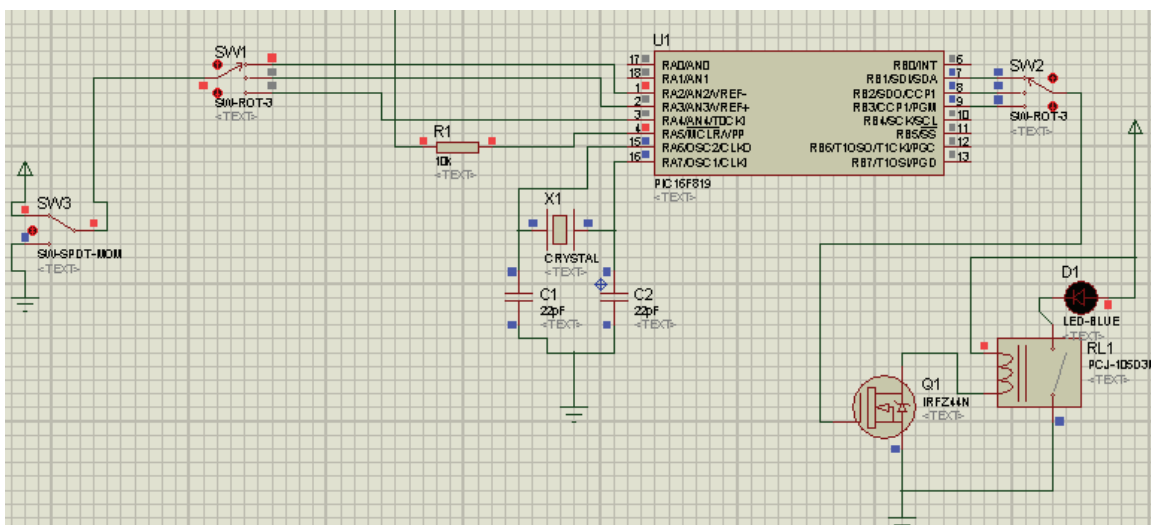 SW1
SW-ROT-3
<TEXT>
R1
10k
<TEXT>
SW3
SW-SPDT-MOM
<TEXT>
X1
CRYSTAL
<TEXT>
C1
22pF
<TEXT>
C2
22pF
<TEXT>
U1
17 RA0/AN0 RB0/INT 6
18 RA1/AN1 RB1/SDI/SDA 7
1 RA2/AN2/VREF- RB2/SDO/CCP1 8
2 RA3/AN3/VREF+ RB3/CCP1/PGM 9
3 RA4/AN4/T0CKI RB4/SCK/SCL 10
4 RA5/MCLR/VPP RB5/SS 11
15 RA6/OSC2/CLKO RB6/T1OSO/T1CKI/PGC 12
16 RA7/OSC1/CLKI RB7/T1OSI/PGD 13
PIC16F819
<TEXT>
SW2
SW-ROT-3
<TEXT>
D1
LED-BLUE
<TEXT>
RL1
PCJ-105D3
<TEXT>
Q1
IRFZ44N
<TEXT>